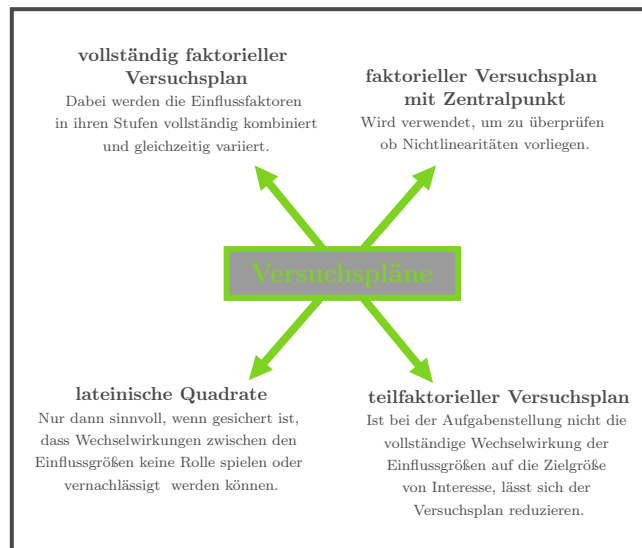 vollständig faktorieller
Versuchsplan
Dabei werden die Einflussfaktoren
in ihren Stufen vollständig kombiniert
und gleichzeitig variiert.
faktorieller Versuchsplan
mit Zentralpunkt
Wird verwendet, um zu überprüfen
ob Nichtlinearitäten vorliegen.
Versuchspläne
lateinische Quadrate
Nur dann sinnvoll, wenn gesichert ist,
dass Wechselwirkungen zwischen den
Einflussgrößen keine Rolle spielen oder
vernachlässigt werden können.
teilfaktorieller Versuchsplan
Ist bei der Aufgabenstellung nicht die
vollständige Wechselwirkung der
Einflussgrößen auf die Zielgröße
von Interesse, lässt sich der
Versuchsplan reduzieren.